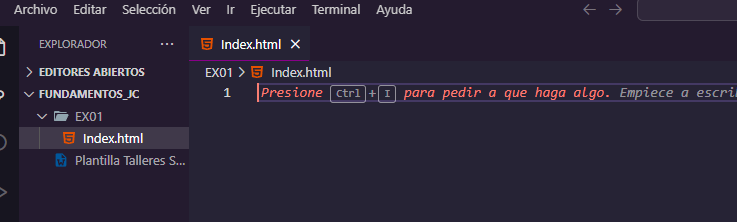 Archivo Editar Selección Ver Ir Ejecutar Terminal Ayuda
EXPLORADOR ...
EDITORES ABIERTOS
FUNDAMENTOS_JC
EX01
Index.html
Plantilla Talleres S...
Index.html
EX01 > Index.html
1 Presione Ctrl+I para pedir a que haga algo. Empiece a escrib